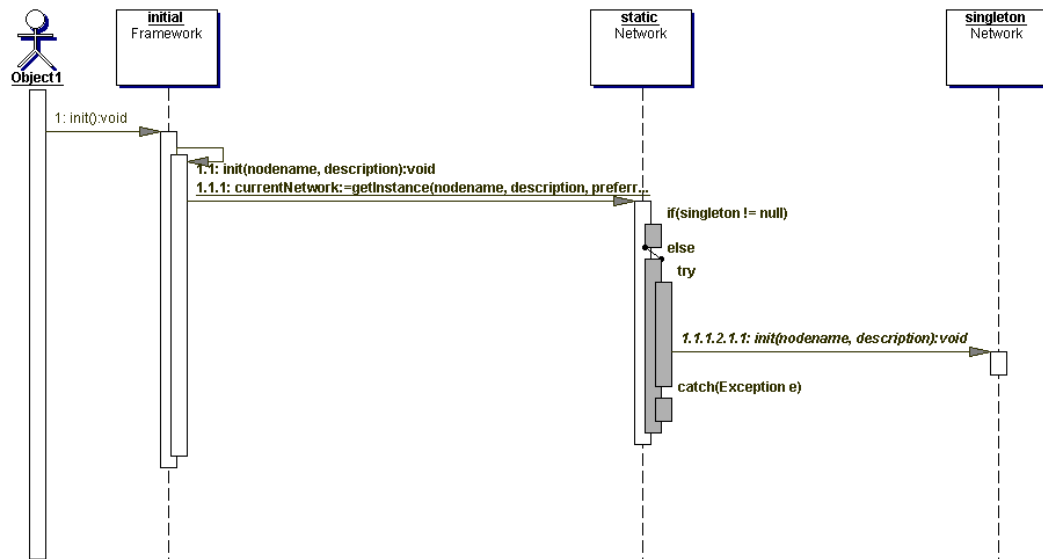 initial
Framework
static
Network
singleton
Network
Object1
1: init():void
1.1: init(nodename, description):void
1.1.1: currentNetwork:=getInstance(nodename, description, preferr...
if(singleton != null)
else
try
1.1.1.2.1.1: init(nodename, description):void
catch(Exception e)